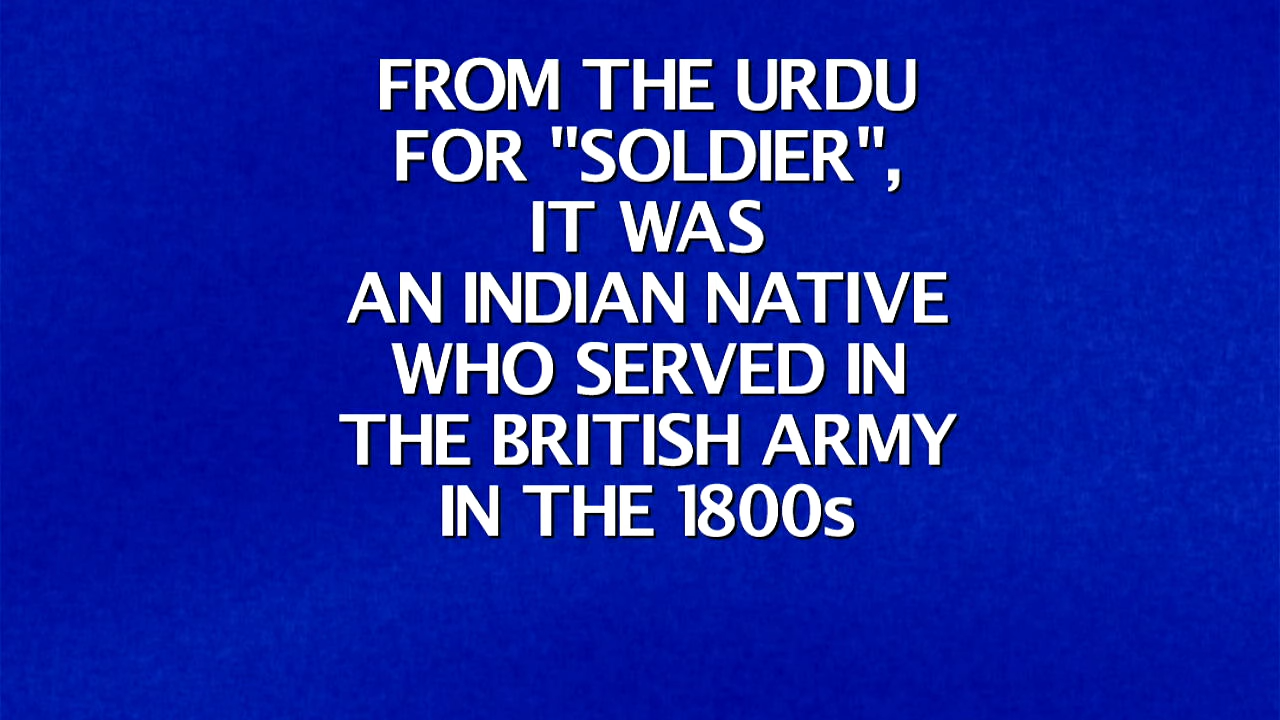 FROM THE URDU
FOR "SOLDIER",
IT WAS
AN INDIAN NATIVE
WHO SERVED IN
THE BRITISH ARMY
IN THE 1800s